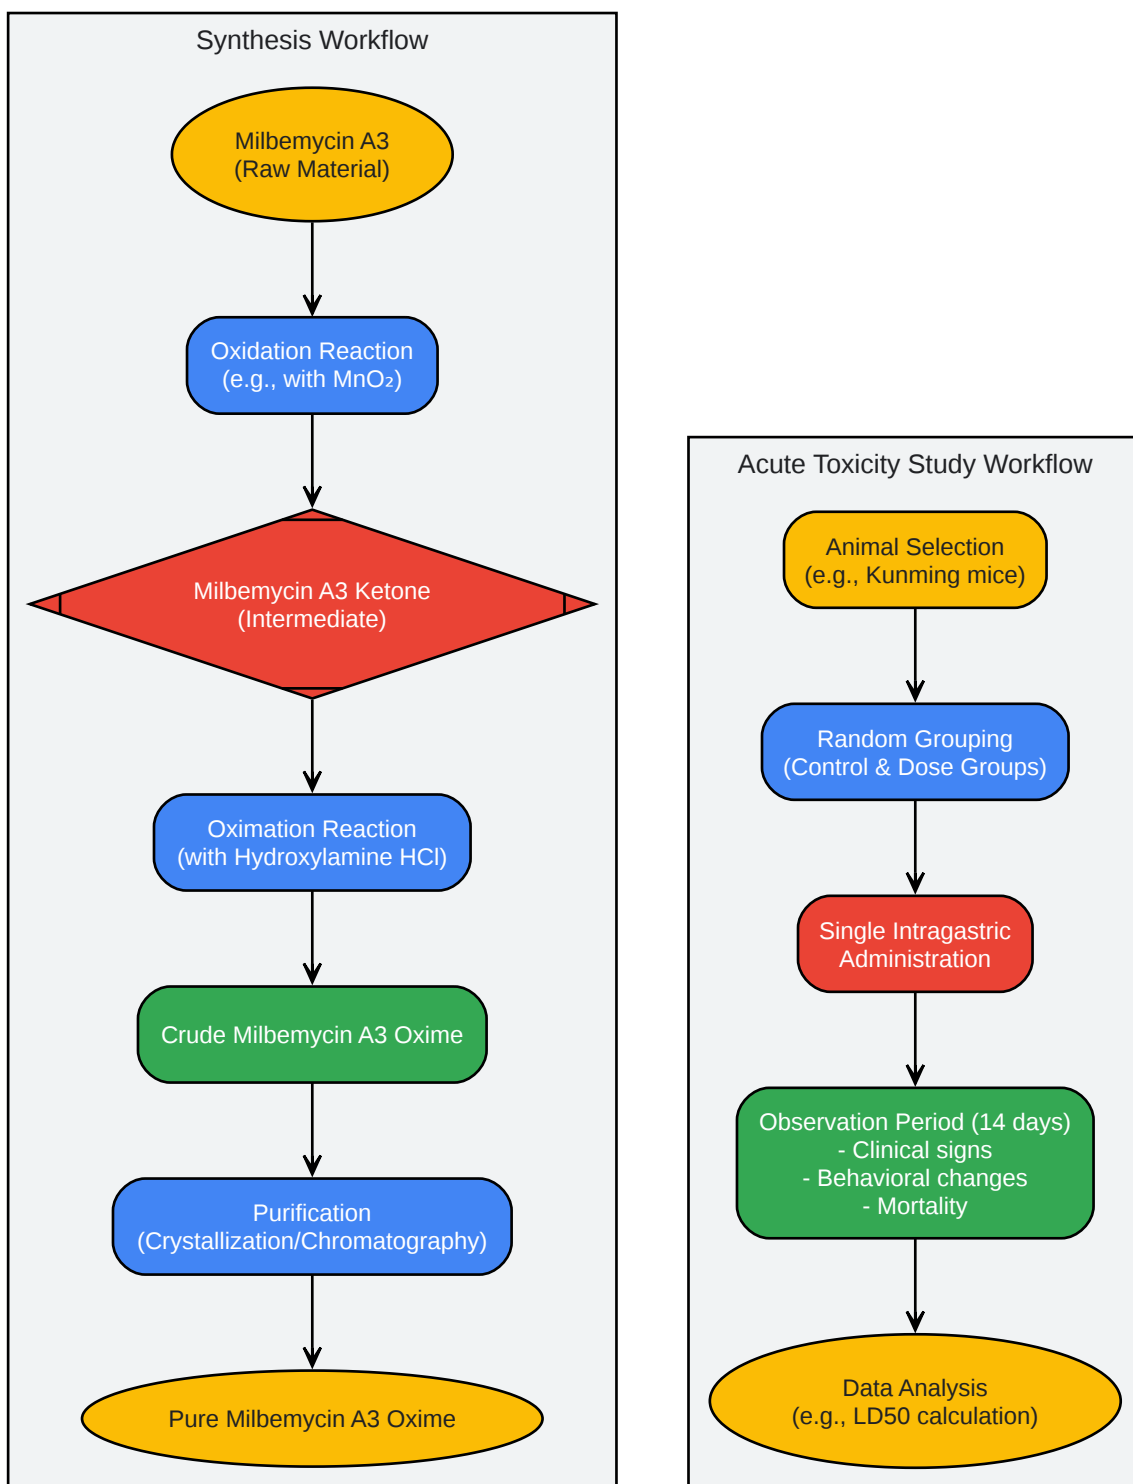 Synthesis Workflow
Milbemycin A3
(Raw Material)
Oxidation Reaction
(e.g., with MnO₂)
Milbemycin A3 Ketone
(Intermediate)
Oximation Reaction
(with Hydroxylamine HCl)
Crude Milbemycin A3 Oxime
Purification
(Crystallization/Chromatography)
Pure Milbemycin A3 Oxime
Acute Toxicity Study Workflow
Animal Selection
(e.g., Kunming mice)
Random Grouping
(Control & Dose Groups)
Single Intragastric
Administration
Observation Period (14 days)
- Clinical signs
- Behavioral changes
- Mortality
Data Analysis
(e.g., LD50 calculation)